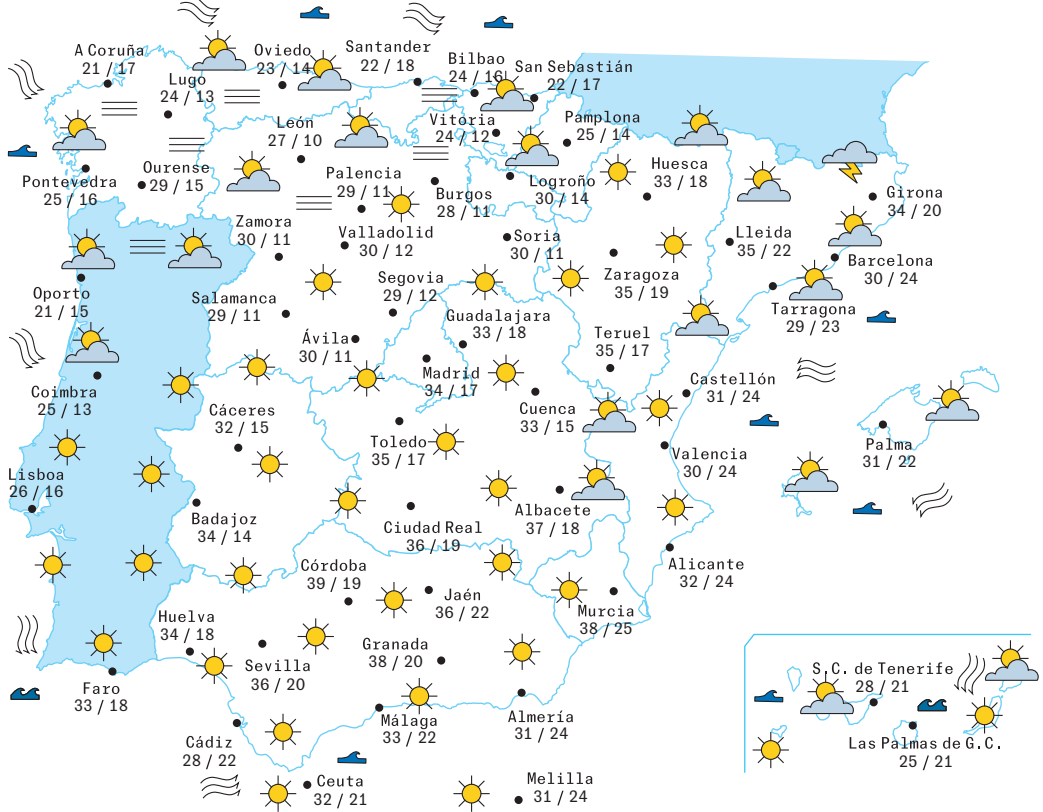 A Coruña
21 / 17
Lugo
24 / 13
Oviedo
23 / 14
Santander
22 / 18
Bilbao
24 / 16
San Sebastián
22 / 17
Vitoria
24 / 12
Pamplona
25 / 14
León
27 / 10
Pontevedra
25 / 16
Ourense
29 / 15
Palencia
29 / 11
Burgos
28 / 11
Logroño
30 / 14
Huesca
33 / 18
Girona
34 / 20
Zamora
30 / 11
Valladolid
30 / 12
Soria
30 / 11
Lleida
35 / 22
Zaragoza
35 / 19
Barcelona
30 / 24
Oporto
21 / 15
Salamanca
29 / 11
Segovia
29 / 12
Guadalajara
33 / 18
Tarragona
29 / 23
Ávila
30 / 11
Teruel
35 / 17
Madrid
34 / 17
Castellón
31 / 24
Coimbra
25 / 13
Cáceres
32 / 15
Cuenca
33 / 15
Toledo
35 / 17
Palma
31 / 22
Valencia
30 / 24
Lisboa
26 / 16
Badajoz
34 / 14
Ciudad Real
36 / 19
Albacete
37 / 18
Alicante
32 / 24
Córdoba
39 / 19
Jaén
36 / 22
Murcia
38 / 25
Huelva
34 / 18
Sevilla
36 / 20
Granada
38 / 20
S.C. de Tenerife
28 / 21
Faro
33 / 18
Málaga
33 / 22
Almería
31 / 24
Cádiz
28 / 22
Las Palmas de G.C.
25 / 21
Ceuta
32 / 21
Melilla
31 / 24